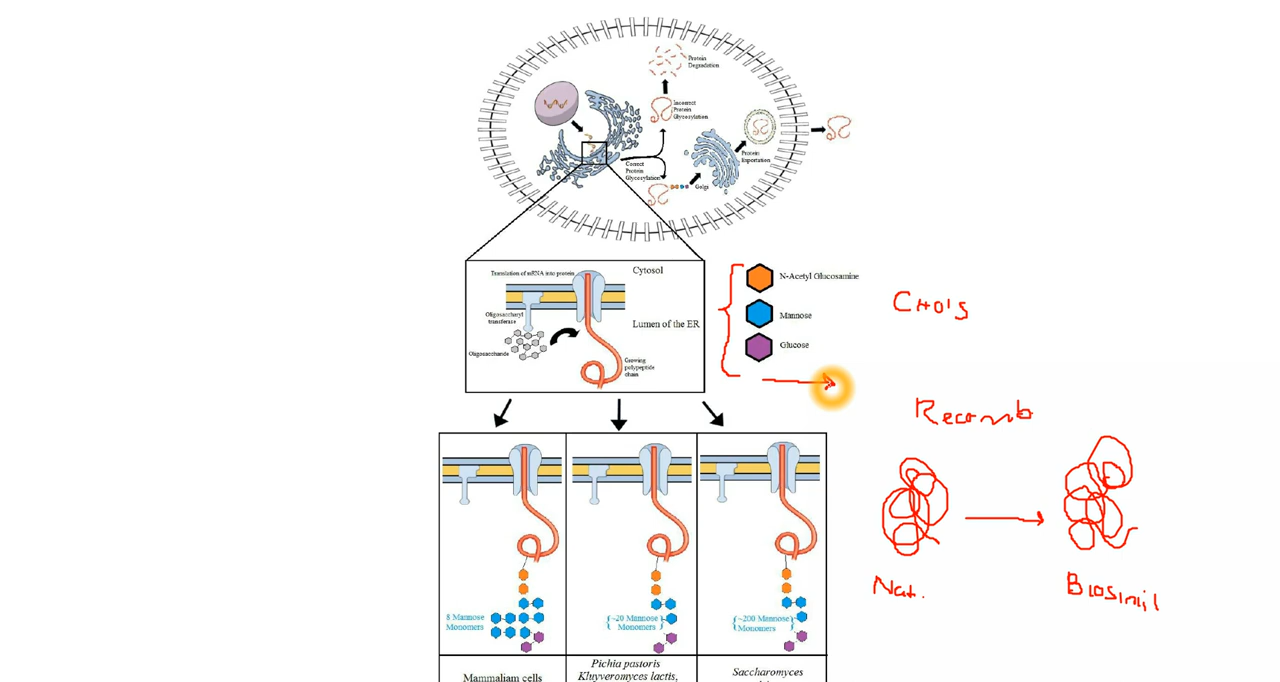 Protein
Degradation
Incorrect
Protein
Glycosylation
Protein
Exportation
Correct
Protein
Glycosylation
Golgi
Translation of mRNA into protein
Cytosol
Oligosaccharyl
transferase
Lumen of the ER
Oligosaccharide
Growing
polypeptide
chain
N-Acetyl Glucosamine
Mannose
Glucose
CHO's
Recomb
Nat.
Biosimil
8 Mannose
Monomers
~20 Mannose
Monomers
~200 Mannose
Monomers
Mammaliam cells
Pichia pastoris
Kluyveromyces lactis,
Saccharomyces